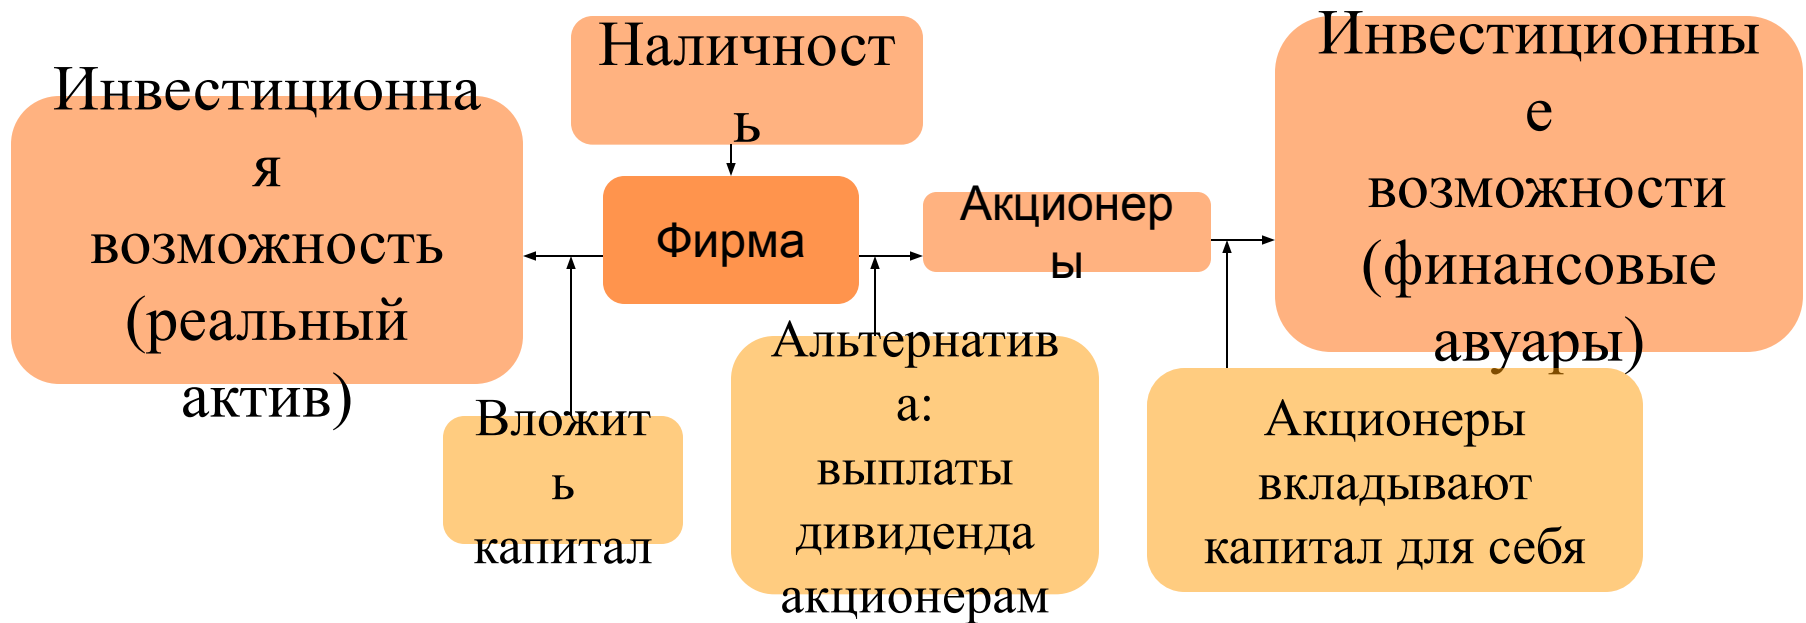 Наличност
ь
Инвестиционна
я
возможность
(реальный
актив)
Фирма
Акционер
ы
Инвестиционны
е
возможности
(финансовые
авуары)
Вложит
ь
капитал
Альтернатив
а:
выплаты
дивиденда
акционерам
Акционеры
вкладывают
капитал для себя